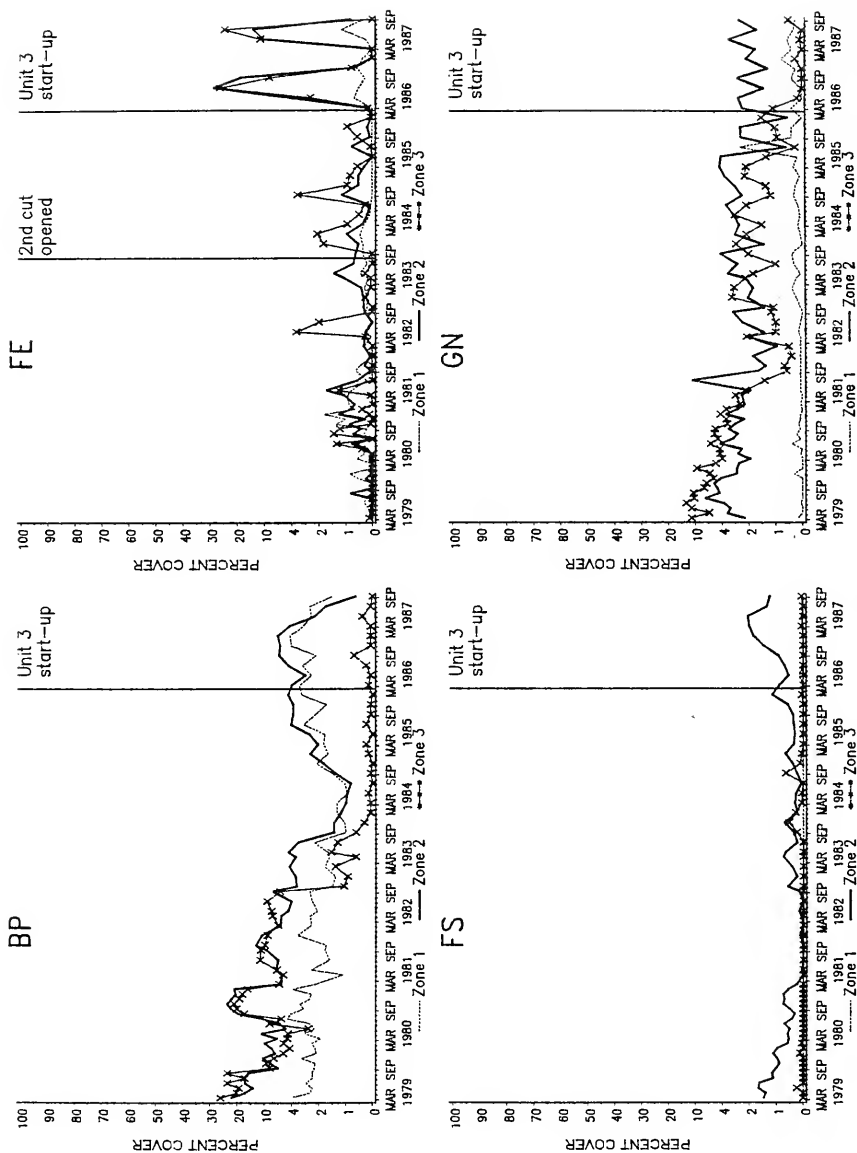 BP
Unit 3
start-up
PERCENT COVER
100
90
80
70
60
50
40
30
20
10
4
2
1
0
MAR SEP MAR SEP MAR SEP MAR SEP MAR SEP MAR SEP MAR SEP MAR SEP MAR SEP
1979 1980 1981 1982 1983 1984 1985 1986 1987
Zone 1 Zone 2 Zone 3
FE
2nd cut
opened
Unit 3
start-up
PERCENT COVER
100
90
80
70
60
50
40
30
20
10
4
2
1
0
MAR SEP MAR SEP MAR SEP MAR SEP MAR SEP MAR SEP MAR SEP MAR SEP MAR SEP
1979 1980 1981 1982 1983 1984 1985 1986 1987
Zone 1 Zone 2 Zone 3
FS
Unit 3
start-up
PERCENT COVER
100
90
80
70
60
50
40
30
20
10
4
2
1
0
MAR SEP MAR SEP MAR SEP MAR SEP MAR SEP MAR SEP MAR SEP MAR SEP MAR SEP
1979 1980 1981 1982 1983 1984 1985 1986 1987
Zone 1 Zone 2 Zone 3
GN
Unit 3
start-up
PERCENT COVER
100
90
80
70
60
50
40
30
20
10
4
2
1
0
MAR SEP MAR SEP MAR SEP MAR SEP MAR SEP MAR SEP MAR SEP MAR SEP MAR SEP
1979 1980 1981 1982 1983 1984 1985 1986 1987
Zone 1 Zone 2 Zone 3